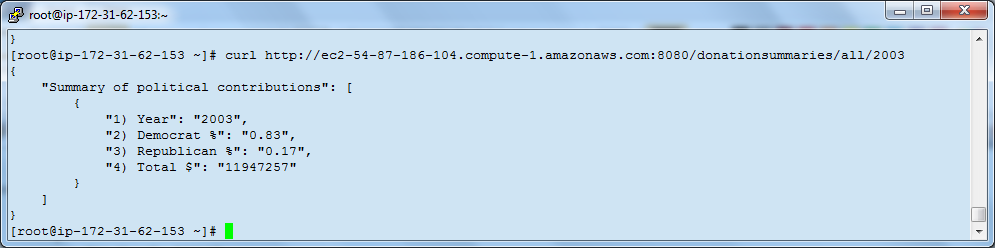 root@ip-172-31-62-153:~
}
[root@ip-172-31-62-153 ~]# curl http://ec2-54-87-186-104.compute-1.amazonaws.com:8080/donationsummaries/all/2003
{
    "Summary of political contributions": [
        {
            "1) Year": "2003",
            "2) Democrat %": "0.83",
            "3) Republican %": "0.17",
            "4) Total $": "11947257"
        }
    ]
}
[root@ip-172-31-62-153 ~]#